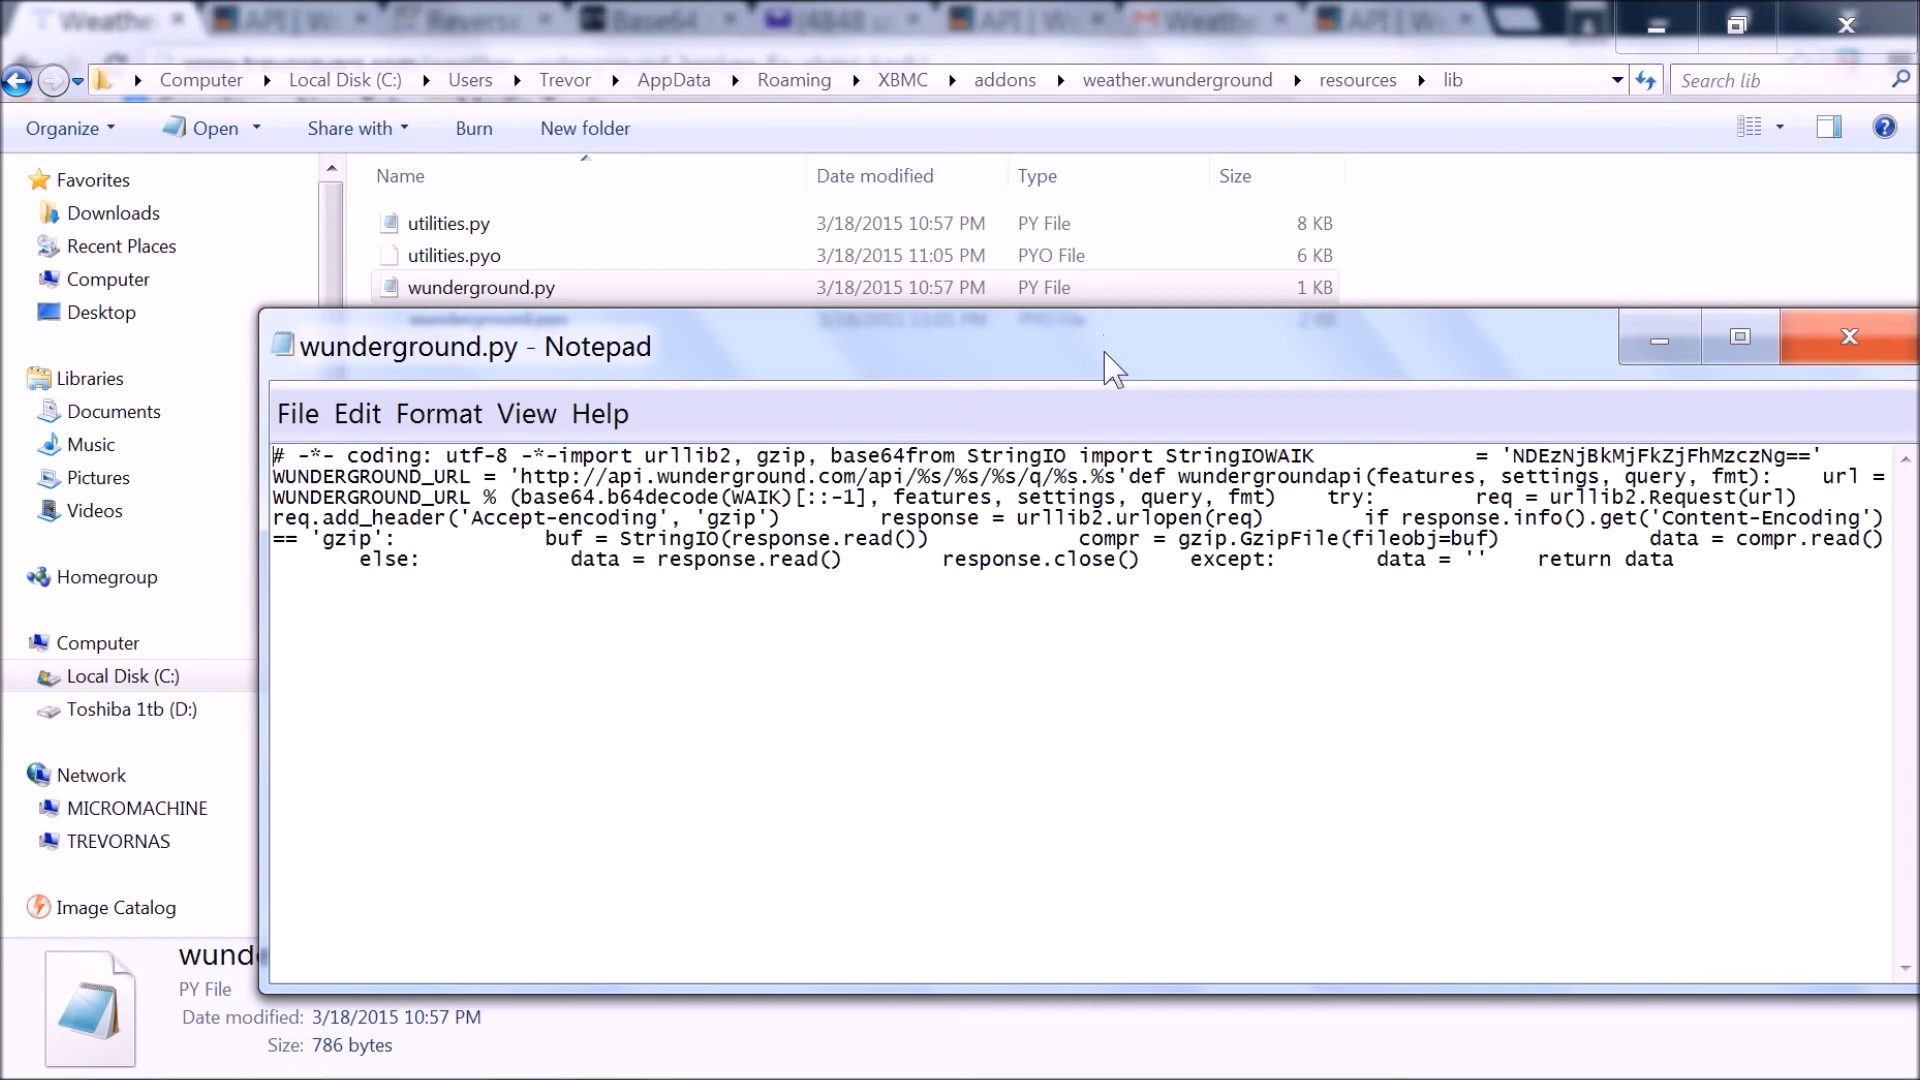 Weathe API | W Reverse Base64 (4848 u API | W Weathe API | W
Computer Local Disk (C:) Users Trevor AppData Roaming XBMC addons weather.wunderground resources lib Search lib
Organize Open Share with Burn New folder
Name Date modified Type Size
Favorites
Downloads
Recent Places
Computer
Desktop
Libraries
Documents
Music
Pictures
Videos
Homegroup
Computer
Local Disk (C:)
Toshiba 1tb (D:)
Network
MICROMACHINE
TREVORNAS
Image Catalog
utilities.py 3/18/2015 10:57 PM PY File 8 KB
utilities.pyo 3/18/2015 11:05 PM PYO File 6 KB
wunderground.py 3/18/2015 10:57 PM PY File 1 KB
wunderground.py - Notepad
File Edit Format View Help
# -*- coding: utf-8 -*-import urllib2, gzip, base64from StringIO import StringIOWAIK = 'NDEzNjBkMjFkZjFhMzczNg=='
WUNDERGROUND_URL = 'http://api.wunderground.com/api/%s/%s/%s/q/%s.%s'def wundergroundapi(features, settings, query, fmt): url =
WUNDERGROUND_URL % (base64.b64decode(WAIK)[::-1], features, settings, query, fmt) try: req = urllib2.Request(url)
req.add_header('Accept-encoding', 'gzip') response = urllib2.urlopen(req) if response.info().get('Content-Encoding')
== 'gzip': buf = StringIO(response.read()) compr = gzip.GzipFile(fileobj=buf) data = compr.read()
else: data = response.read() response.close() except: data = '' return data
wund
PY File
Date modified: 3/18/2015 10:57 PM
Size: 786 bytes